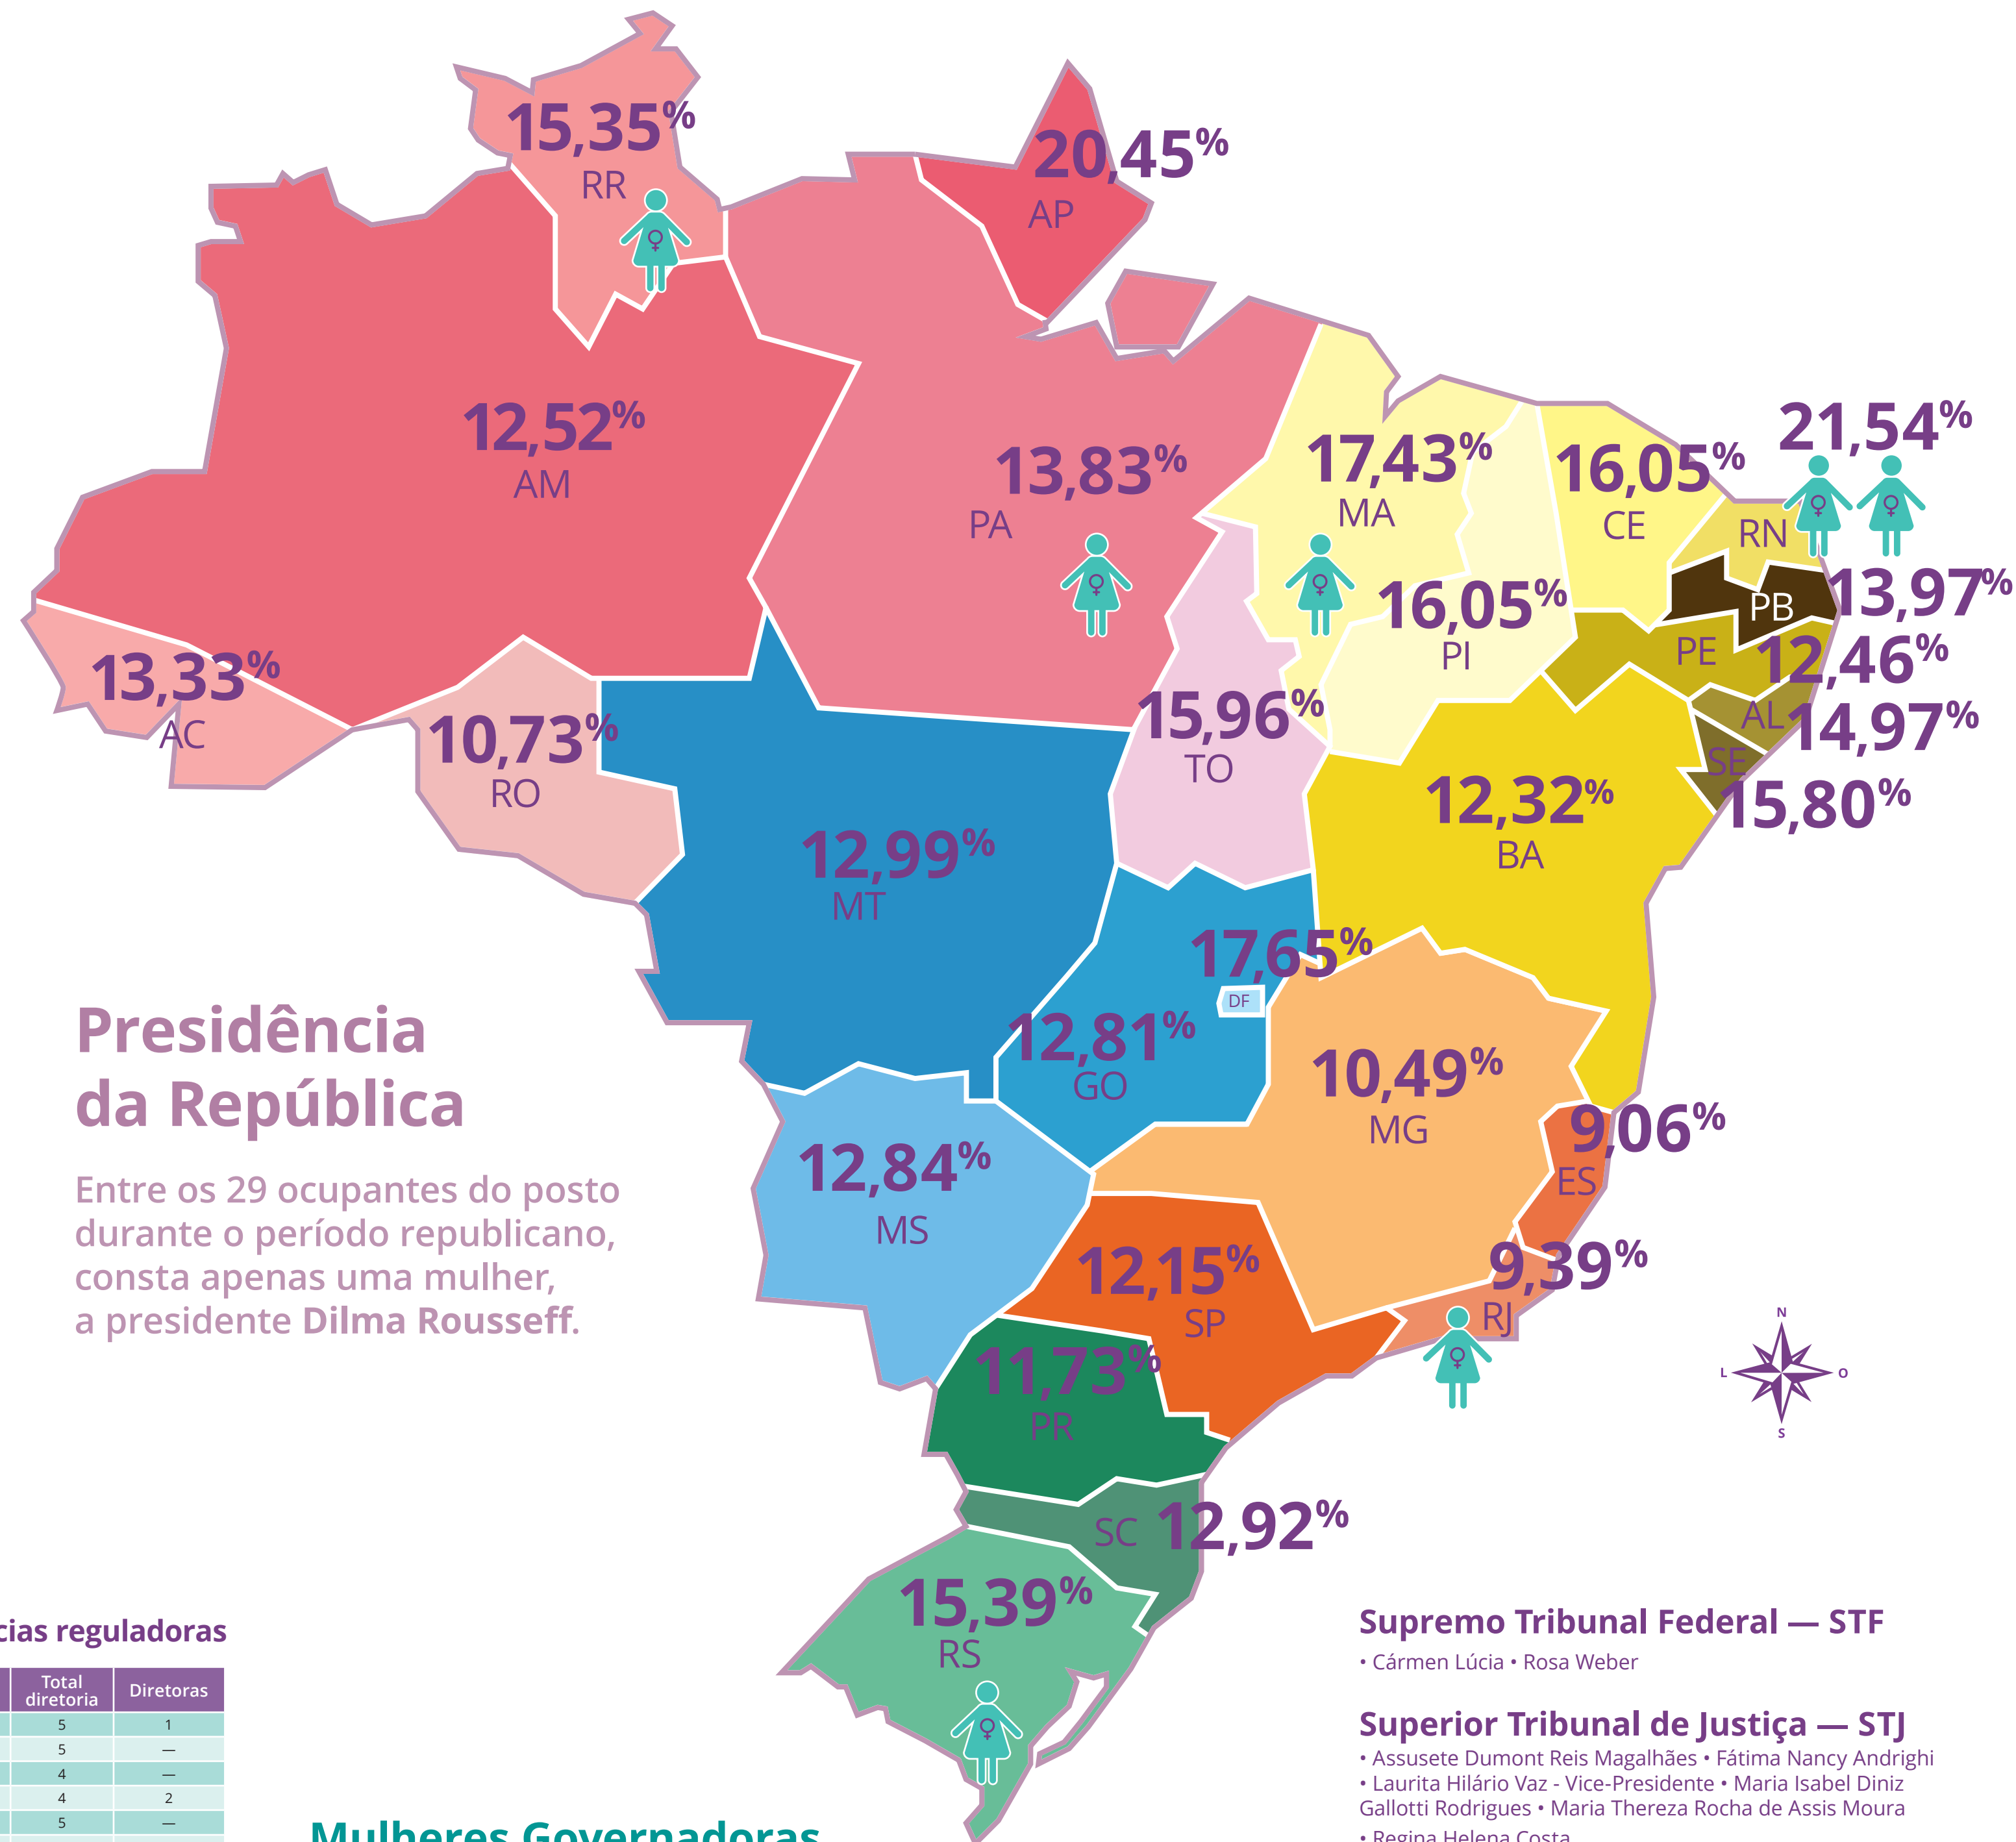 15,35%
RR
20,45%
AP
12,52%
AM
13,83%
PA
17,43%
MA
16,05%
CE
21,54%
RN
13,97%
PB
16,05%
PI
12,46%
PE
14,97%
AL
15,80%
SE
13,33%
AC
10,73%
RO
15,96%
TO
12,32%
BA
12,99%
MT
17,65%
DF
12,81%
GO
10,49%
MG
9,06%
ES
12,84%
MS
12,15%
SP
9,39%
RJ
11,73%
PR
SC 12,92%
15,39%
RS
N
L O
S
Presidência
da República
Entre os 29 ocupantes do posto
durante o período republicano,
consta apenas uma mulher,
a presidente Dilma Rousseff.
cias reguladoras
Total
diretoria Diretoras
5 1
5 —
4 —
4 2
5 —
Mulheres Governadoras
Supremo Tribunal Federal — STF
• Cármen Lúcia • Rosa Weber
Superior Tribunal de Justiça — STJ
• Assusete Dumont Reis Magalhães • Fátima Nancy Andrighi
• Laurita Hilário Vaz - Vice-Presidente • Maria Isabel Diniz
Gallotti Rodrigues • Maria Thereza Rocha de Assis Moura
• Regina Helena Costa